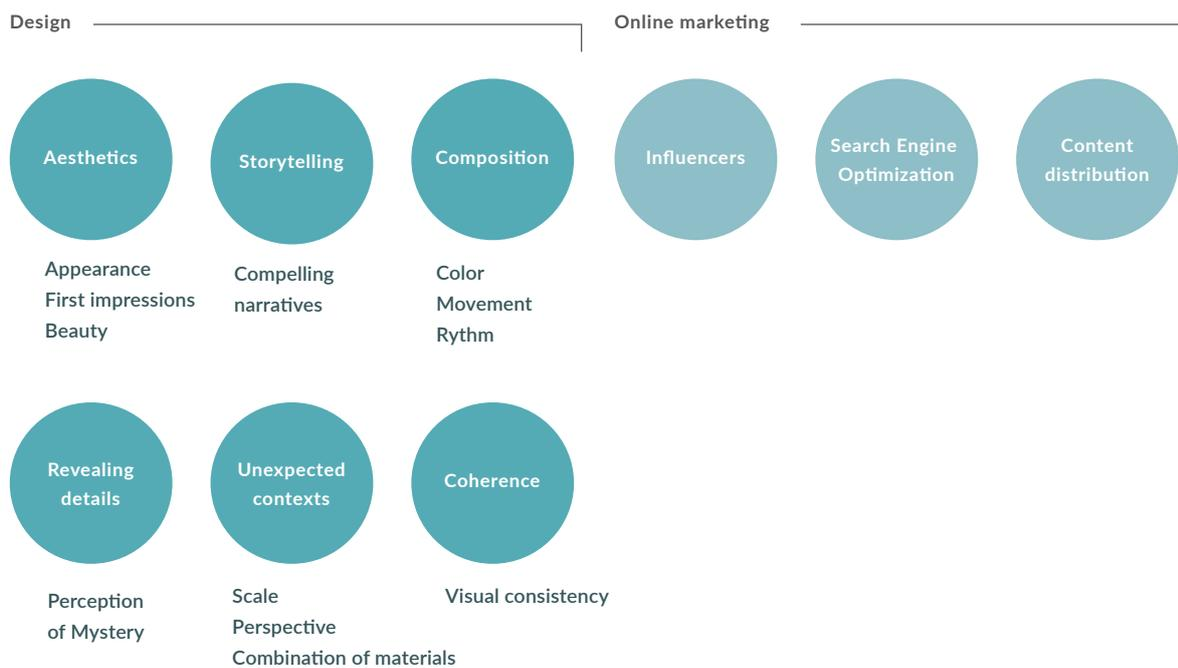 Design
Online marketing
Aesthetics
Storytelling
Composition
Influencers
Search Engine
Optimization
Content
distribution
Appearance
First impressions
Beauty
Compelling
narratives
Color
Movement
Rythm
Revealing
details
Unexpected
contexts
Coherence
Perception
of Mystery
Scale
Perspective
Combination of materials
Visual consistency